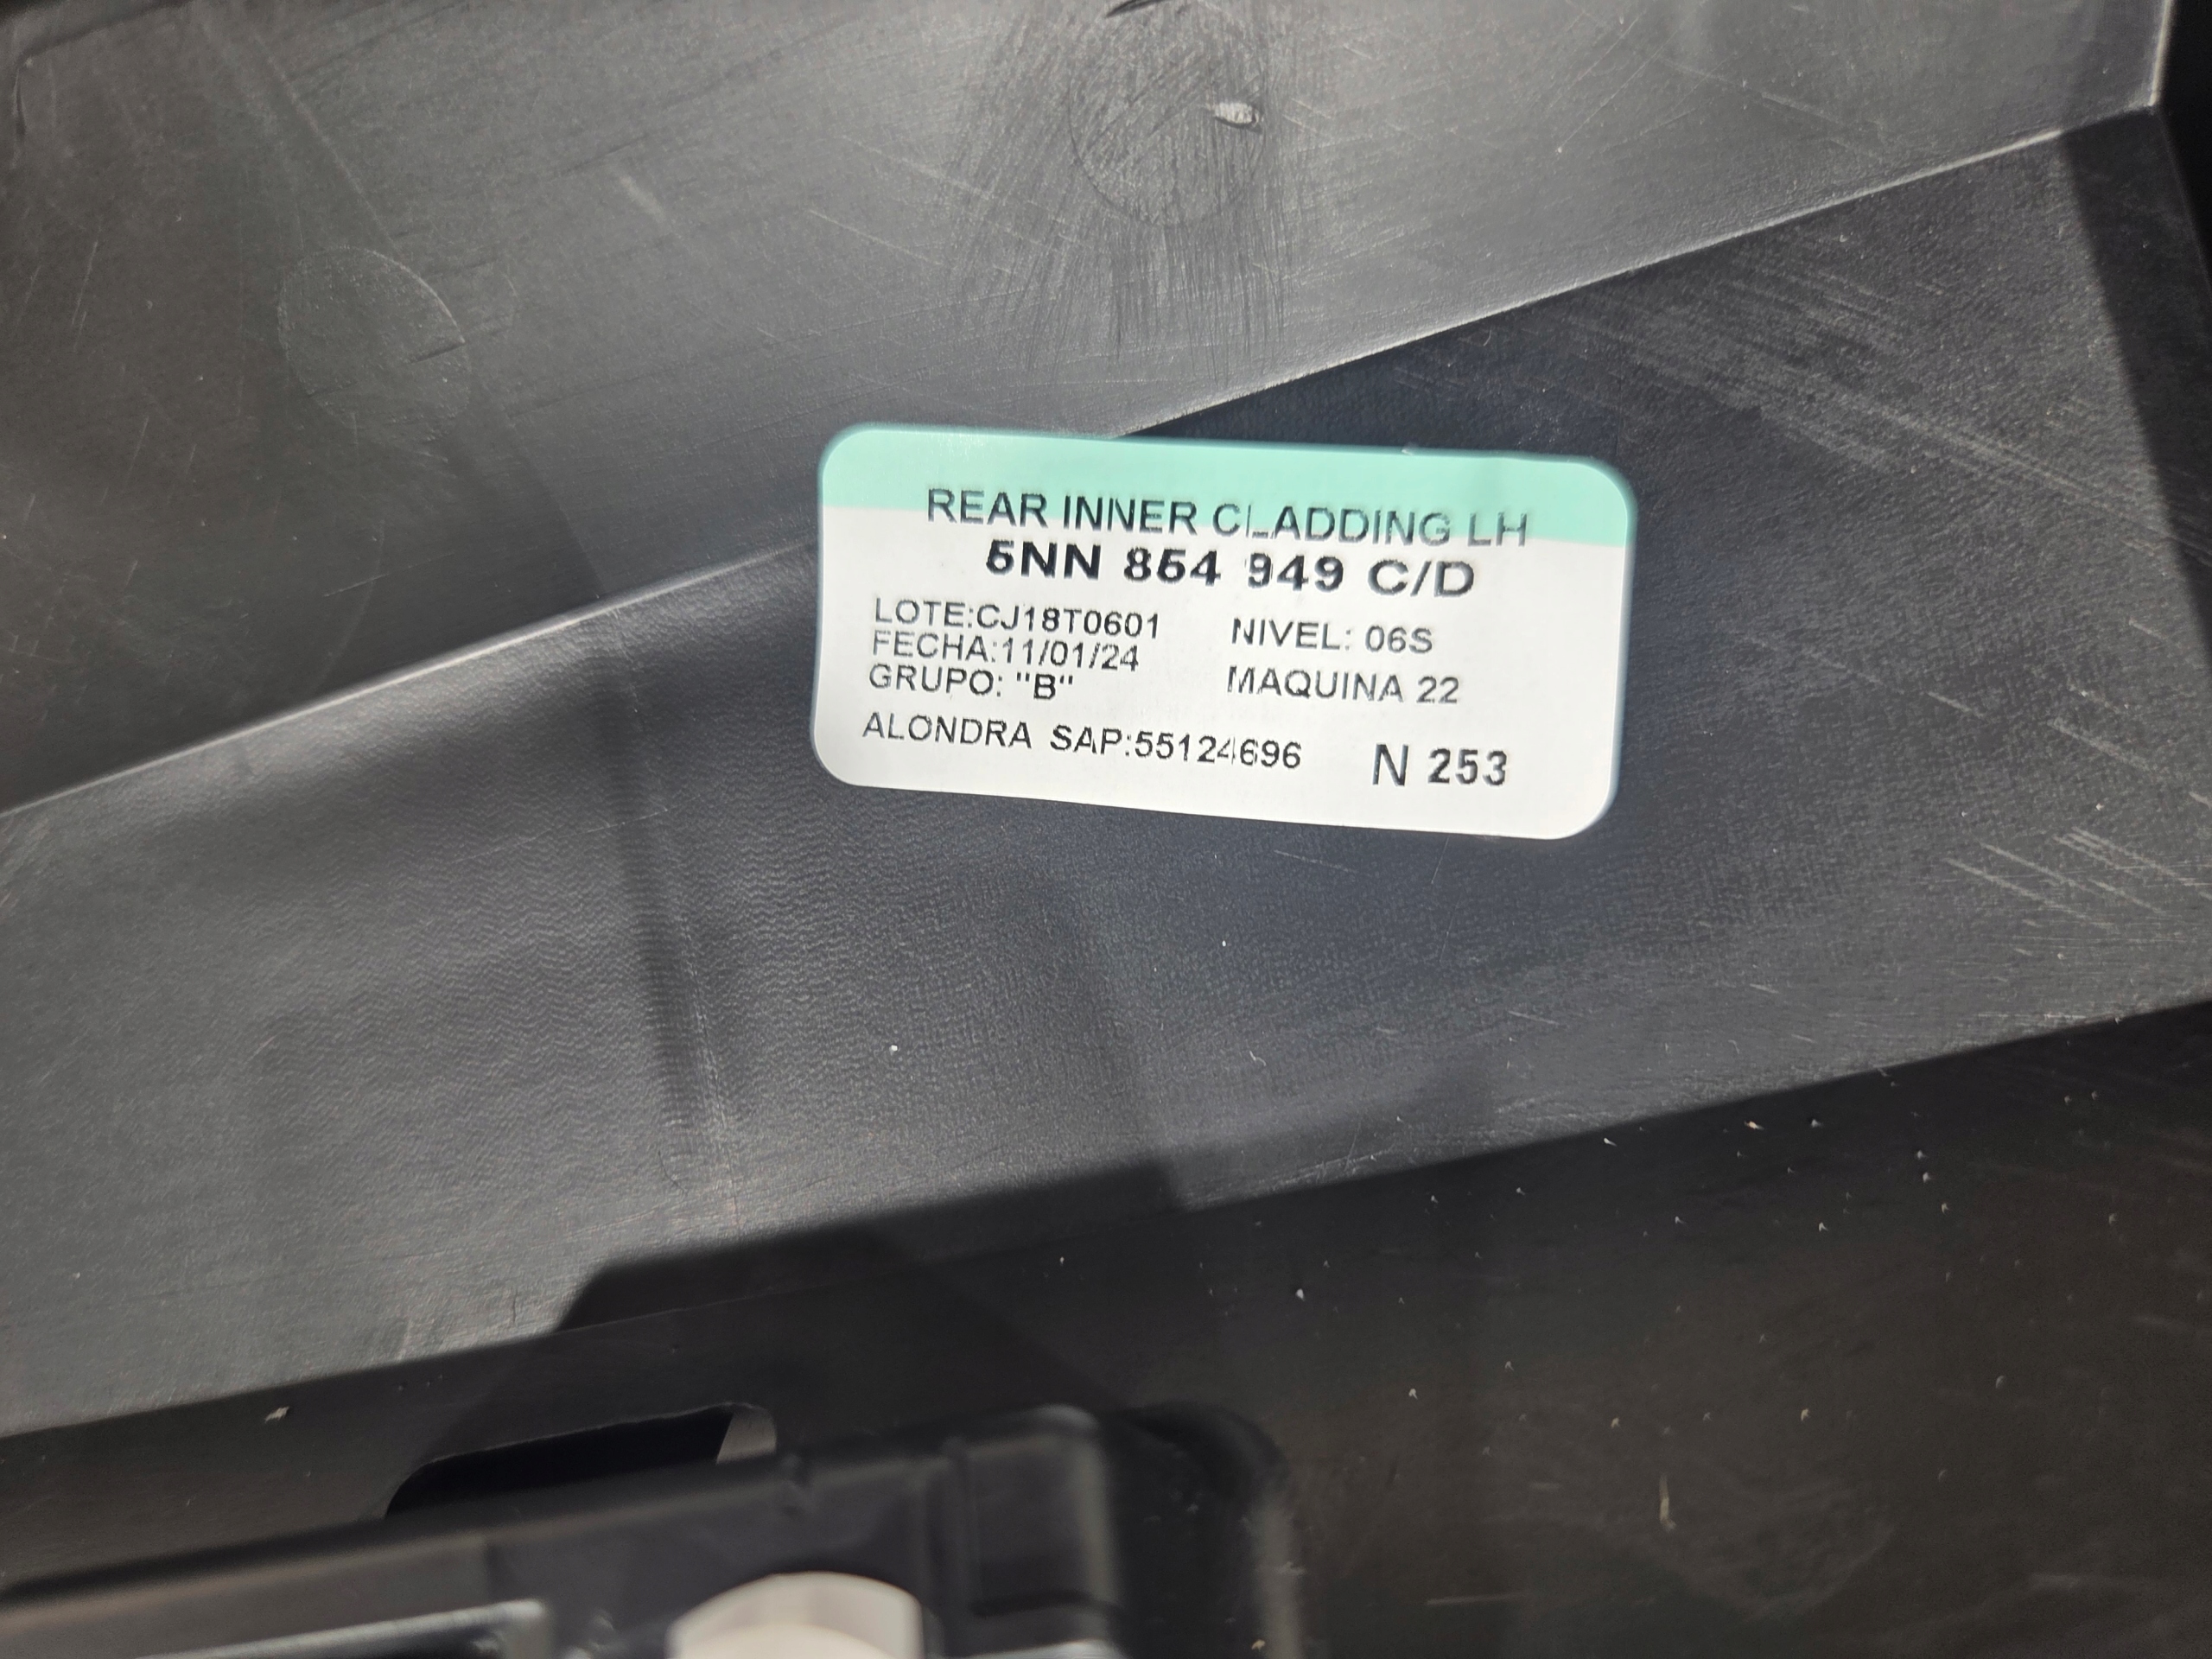 REAR INNER CLADDING LH
5NN 854 949 C/D
LOTE:CJ18T0601
NIVEL: 06S
FECHA:11/01/24
GRUPO: "B"
MAQUINA 22
ALONDRA SAP:55124696
N 253